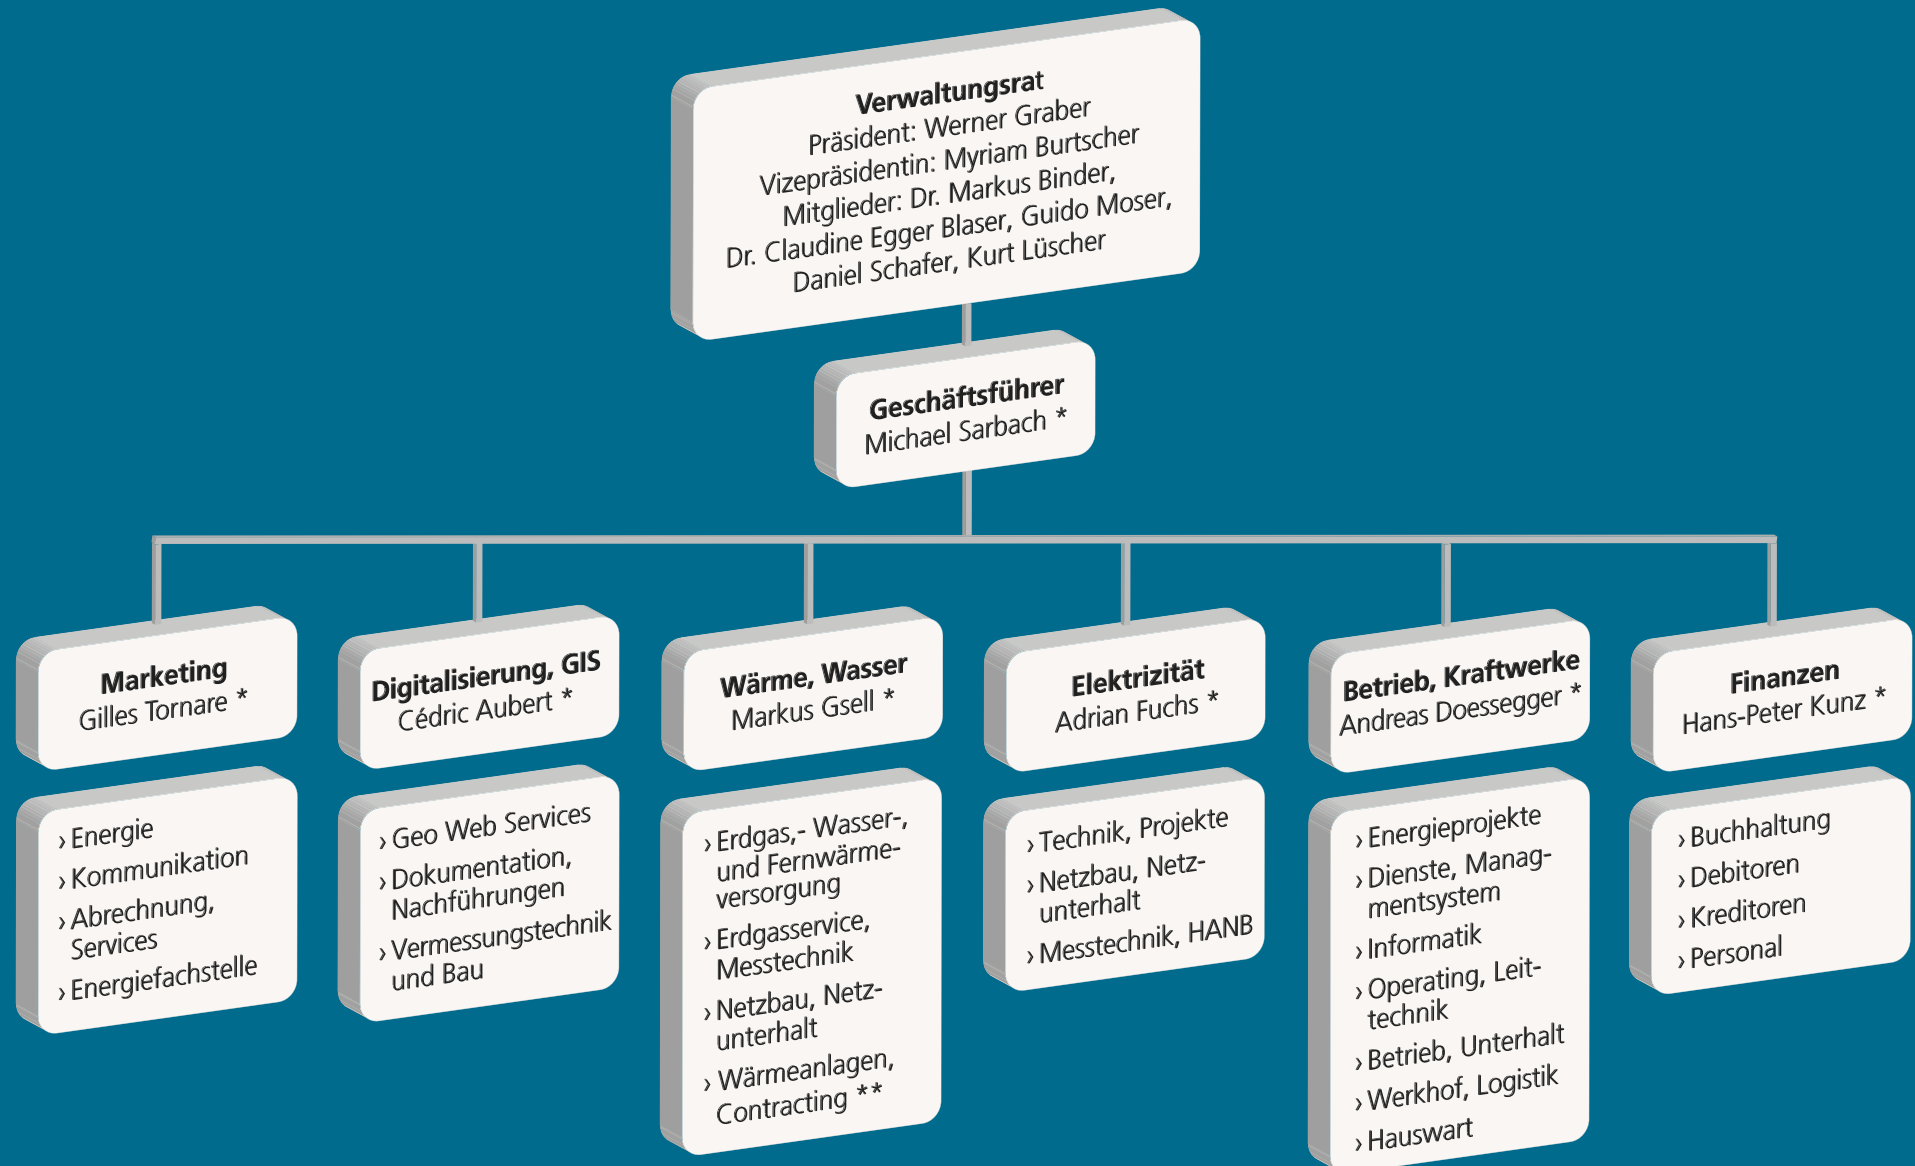 Verwaltungsrat
Präsident: Werner Graber
Vizepräsidentin: Myriam Burtscher
Mitglieder: Dr. Markus Binder,
Dr. Claudine Egger Blaser, Guido Moser,
Daniel Schafer, Kurt Lüscher
Geschäftsführer
Michael Sarbach *
Marketing
Gilles Tornare *
› Energie
› Kommunikation
› Abrechnung,
Services
› Energiefachstelle
Digitalisierung, GIS
Cédric Aubert *
› Geo Web Services
› Dokumentation,
Nachführungen
› Vermessungstechnik
und Bau
Wärme, Wasser
Markus Gsell *
› Erdgas,- Wasser-,
und Fernwärme-
versorgung
› Erdgasservice,
Messtechnik
› Netzbau, Netz-
unterhalt
› Wärmeanlagen,
Contracting **
Elektrizität
Adrian Fuchs *
› Technik, Projekte
› Netzbau, Netz-
unterhalt
› Messtechnik, HANB
Betrieb, Kraftwerke
Andreas Doessegger *
› Energieprojekte
› Dienste, Manag-
mentsystem
› Informatik
› Operating, Leit-
technik
› Betrieb, Unterhalt
› Werkhof, Logistik
› Hauswart
Finanzen
Hans-Peter Kunz *
› Buchhaltung
› Debitoren
› Kreditoren
› Personal